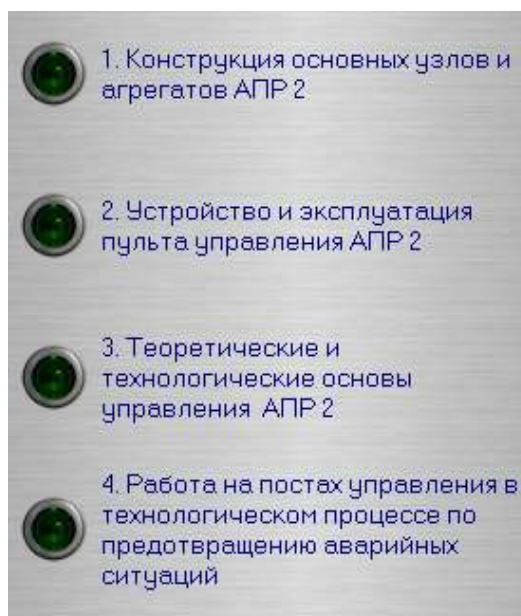 1. Конструкция основных узлов и
агрегатов АПР 2
2. Устройство и эксплуатация
пульта управления АПР 2
3. Теоретические и
технологические основы
управления АПР 2
4. Работа на постах управления в
технологическом процессе по
предотвращению аварийных
ситуаций